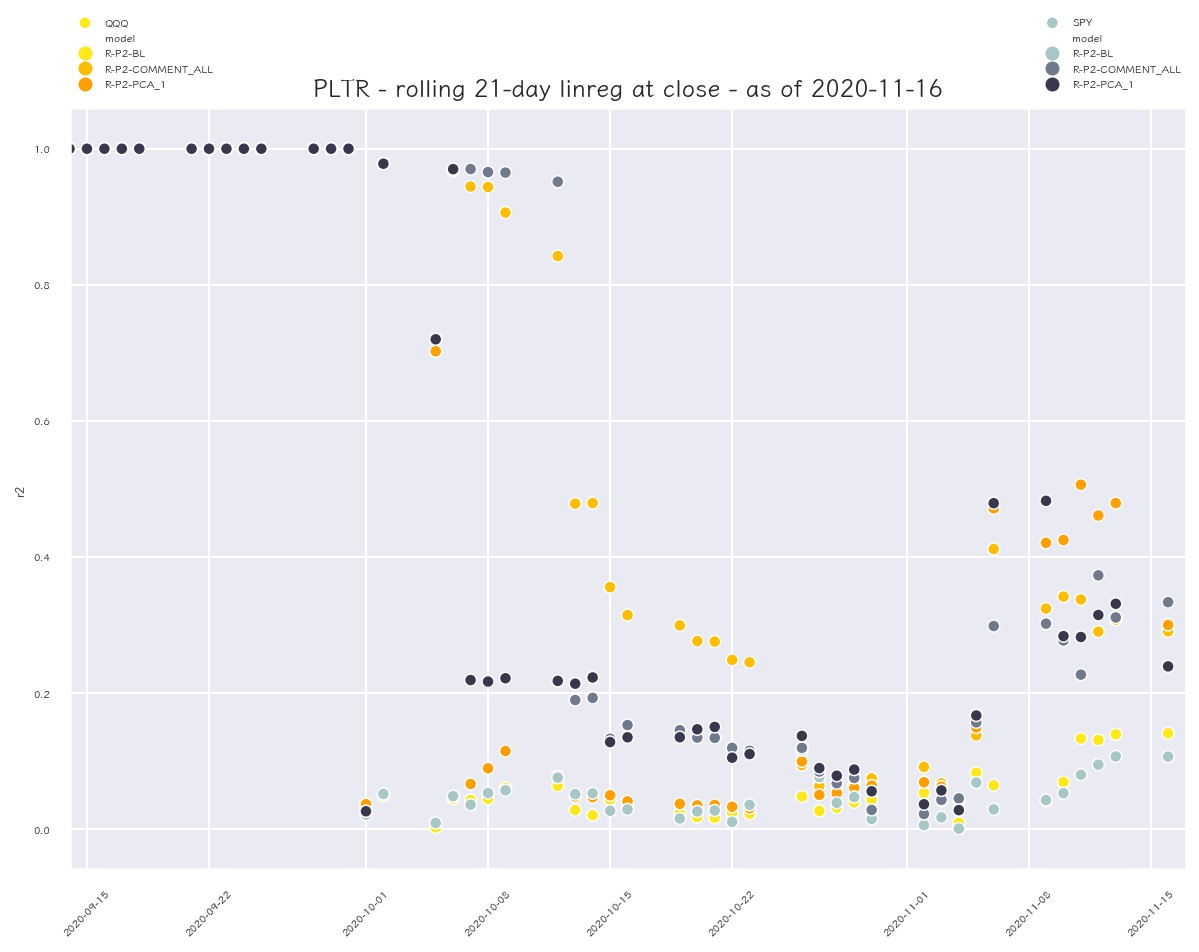 QQQ
model
R-P2-BL
R-P2-COMMENT_ALL
R-P2-PCA_1
SPY
model
R-P2-BL
R-P2-COMMENT_ALL
R-P2-PCA_1
PLTR - rolling 21-day linreg at close - as of 2020-11-16
1.0
0.8
0.6
r2
0.4
0.2
0.0
2020-09-15
2020-09-22
2020-10-01
2020-10-08
2020-10-15
2020-10-22
2020-11-01
2020-11-08
2020-11-15